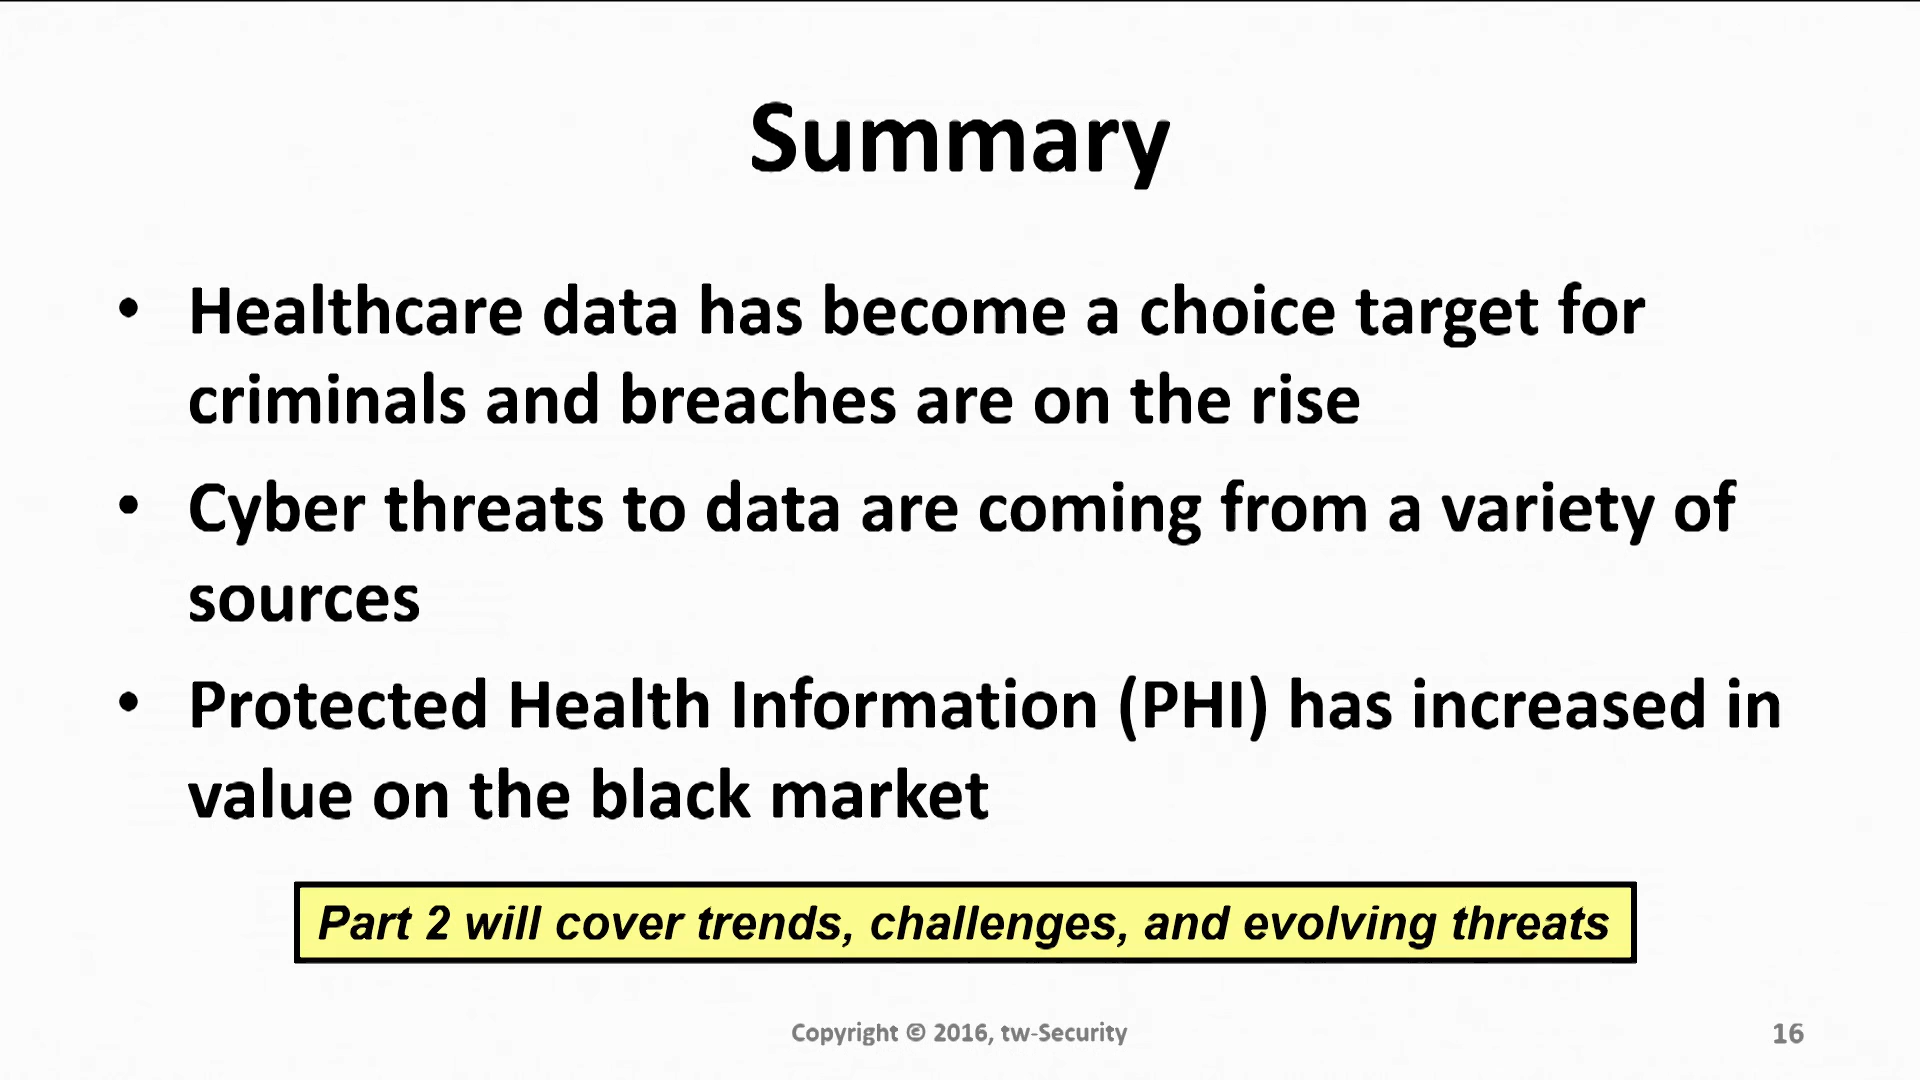 Summary
• Healthcare data has become a choice target for
criminals and breaches are on the rise
• Cyber threats to data are coming from a variety of
sources
• Protected Health Information (PHI) has increased in
value on the black market
Part 2 will cover trends, challenges, and evolving threats
Copyright © 2016, tw-Security
16